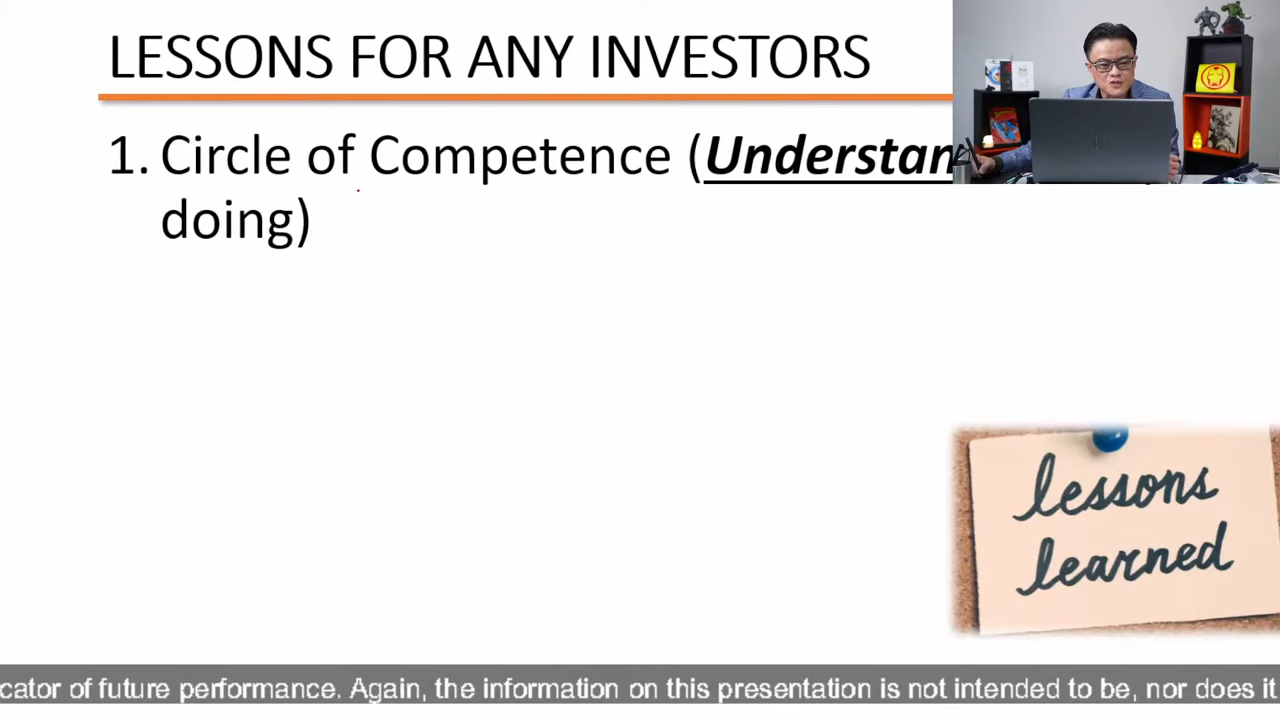 LESSONS FOR ANY INVESTORS
1. Circle of Competence (Understan
doing)
lessons
learned
cator of future performance. Again, the information on this presentation is not intended to be, nor does it